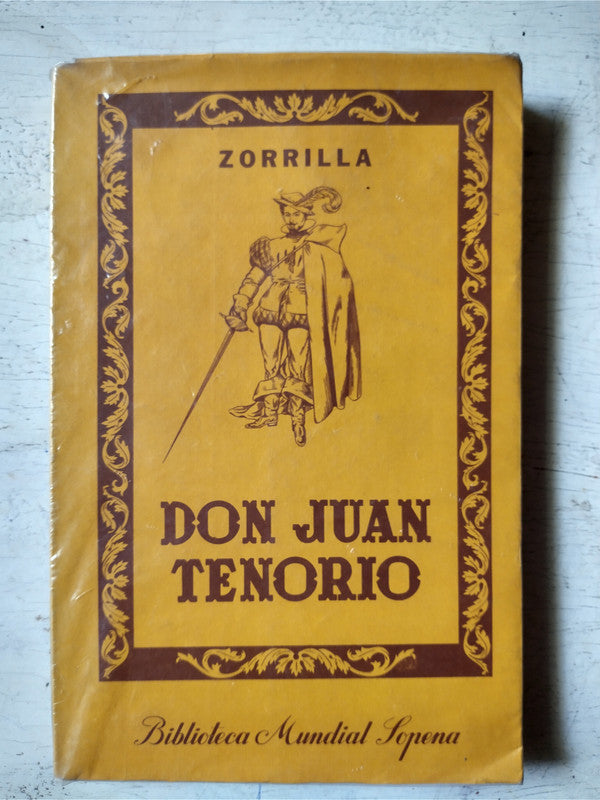 ZORRILLA
DON JUAN
TENORIO
Biblioteca Mundial Sopena